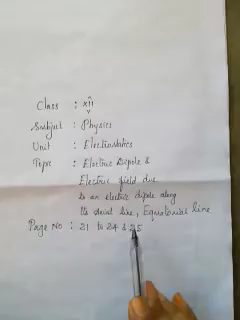 Class : XII
Subject : Physics
Unit : Electrostatics
Topic : Electric Dipole &
Electric field due
to an electric dipole along
its axial line, Equatorial line
Page No : 21 to 24 & 25